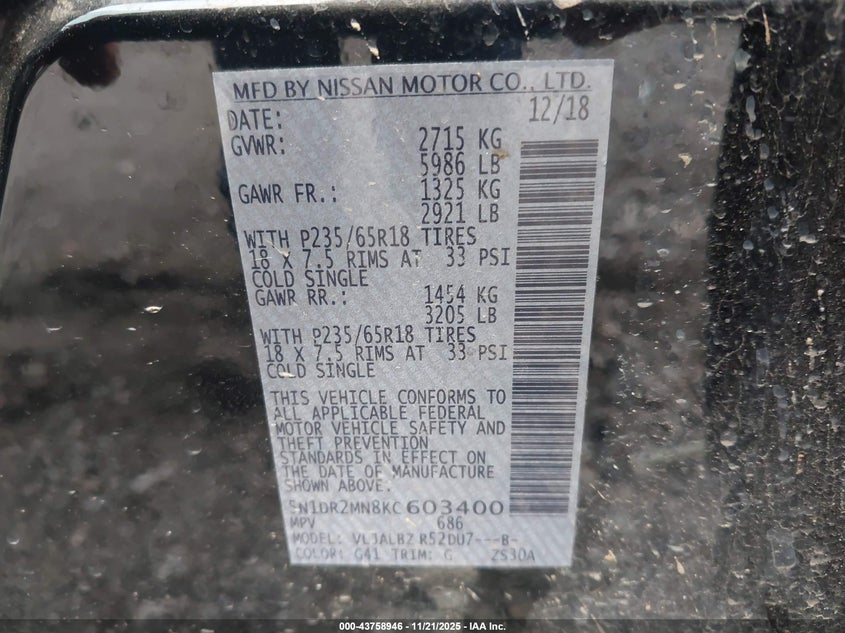 MFD BY NISSAN MOTOR CO., LTD.
DATE: 12/18
GVWR: 2715 KG
5986 LB
GAWR FR.: 1325 KG
2921 LB
WITH P235/65R18 TIRES
18 X 7.5 RIMS AT 33 PSI
COLD SINGLE
GAWR RR.: 1454 KG
3205 LB
WITH P235/65R18 TIRES
18 X 7.5 RIMS AT 33 PSI
COLD SINGLE
THIS VEHICLE CONFORMS TO
ALL APPLICABLE FEDERAL
MOTOR VEHICLE SAFETY AND
THEFT PREVENTION
STANDARDS IN EFFECT ON
THE DATE OF MANUFACTURE
SHOWN ABOVE.
5N1DR2MN8KC603400
MPV 686
MODEL: R52DU7---B-
COLOR: G41 TRIM: G ZS30A
000-43758946 - 11/21/2025 - IAA Inc.